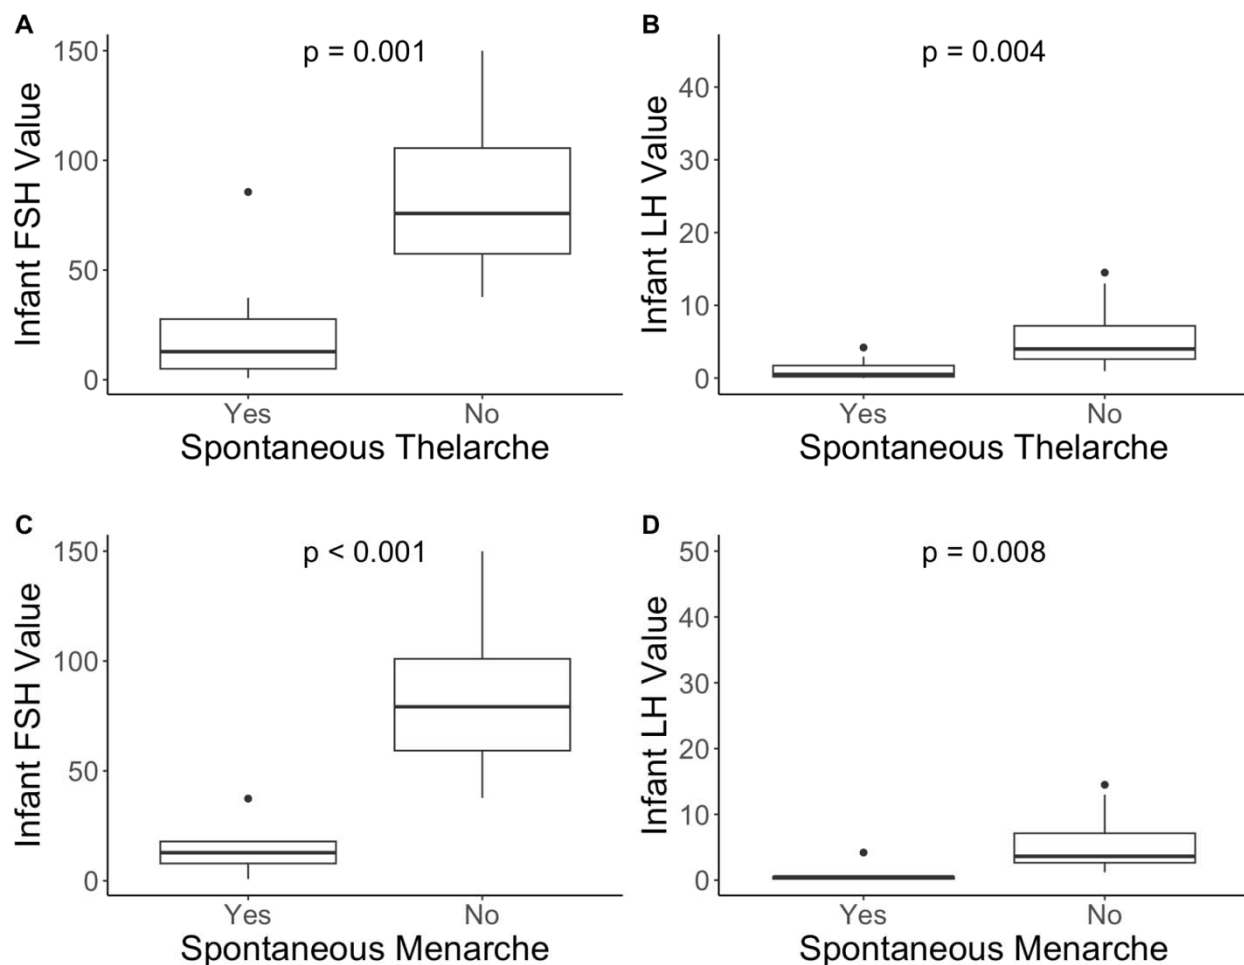 A
p = 0.001
Infant FSH Value
150
100
50
0
Yes No
Spontaneous Thelarche
B
p = 0.004
Infant LH Value
40
30
20
10
0
Yes No
Spontaneous Thelarche
C
p < 0.001
Infant FSH Value
150
100
50
0
Yes No
Spontaneous Menarche
D
p = 0.008
Infant LH Value
50
40
30
20
10
0
Yes No
Spontaneous Menarche